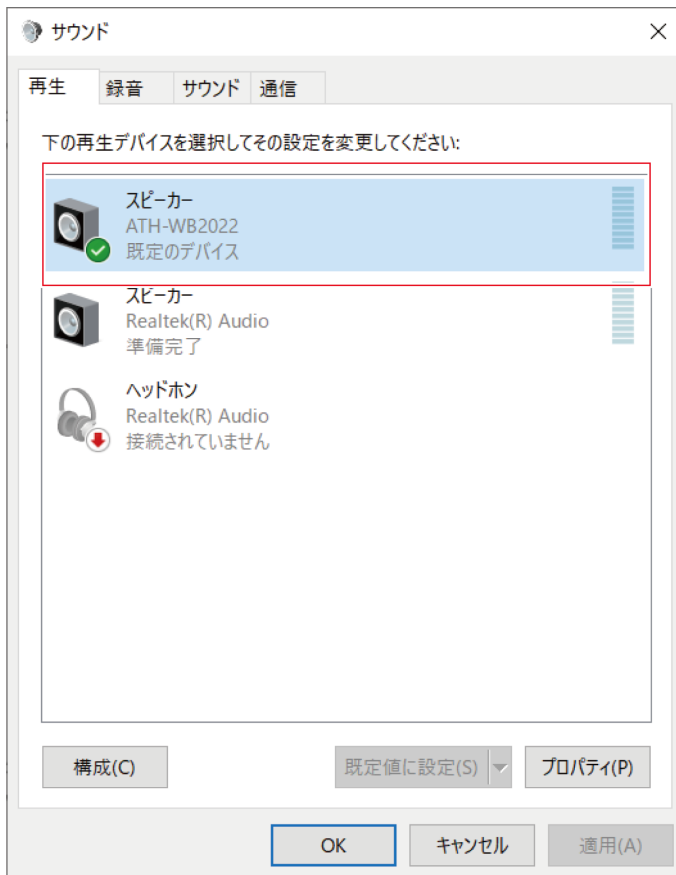 サウンド
再生 録音 サウンド 通信
下の再生デバイスを選択してその設定を変更してください:
スピーカー
ATH-WB2022
既定のデバイス
スピーカー
Realtek(R) Audio
準備完了
ヘッドホン
Realtek(R) Audio
接続されていません
構成(C) 既定値に設定(S) プロパティ(P)
OK キャンセル 適用(A)